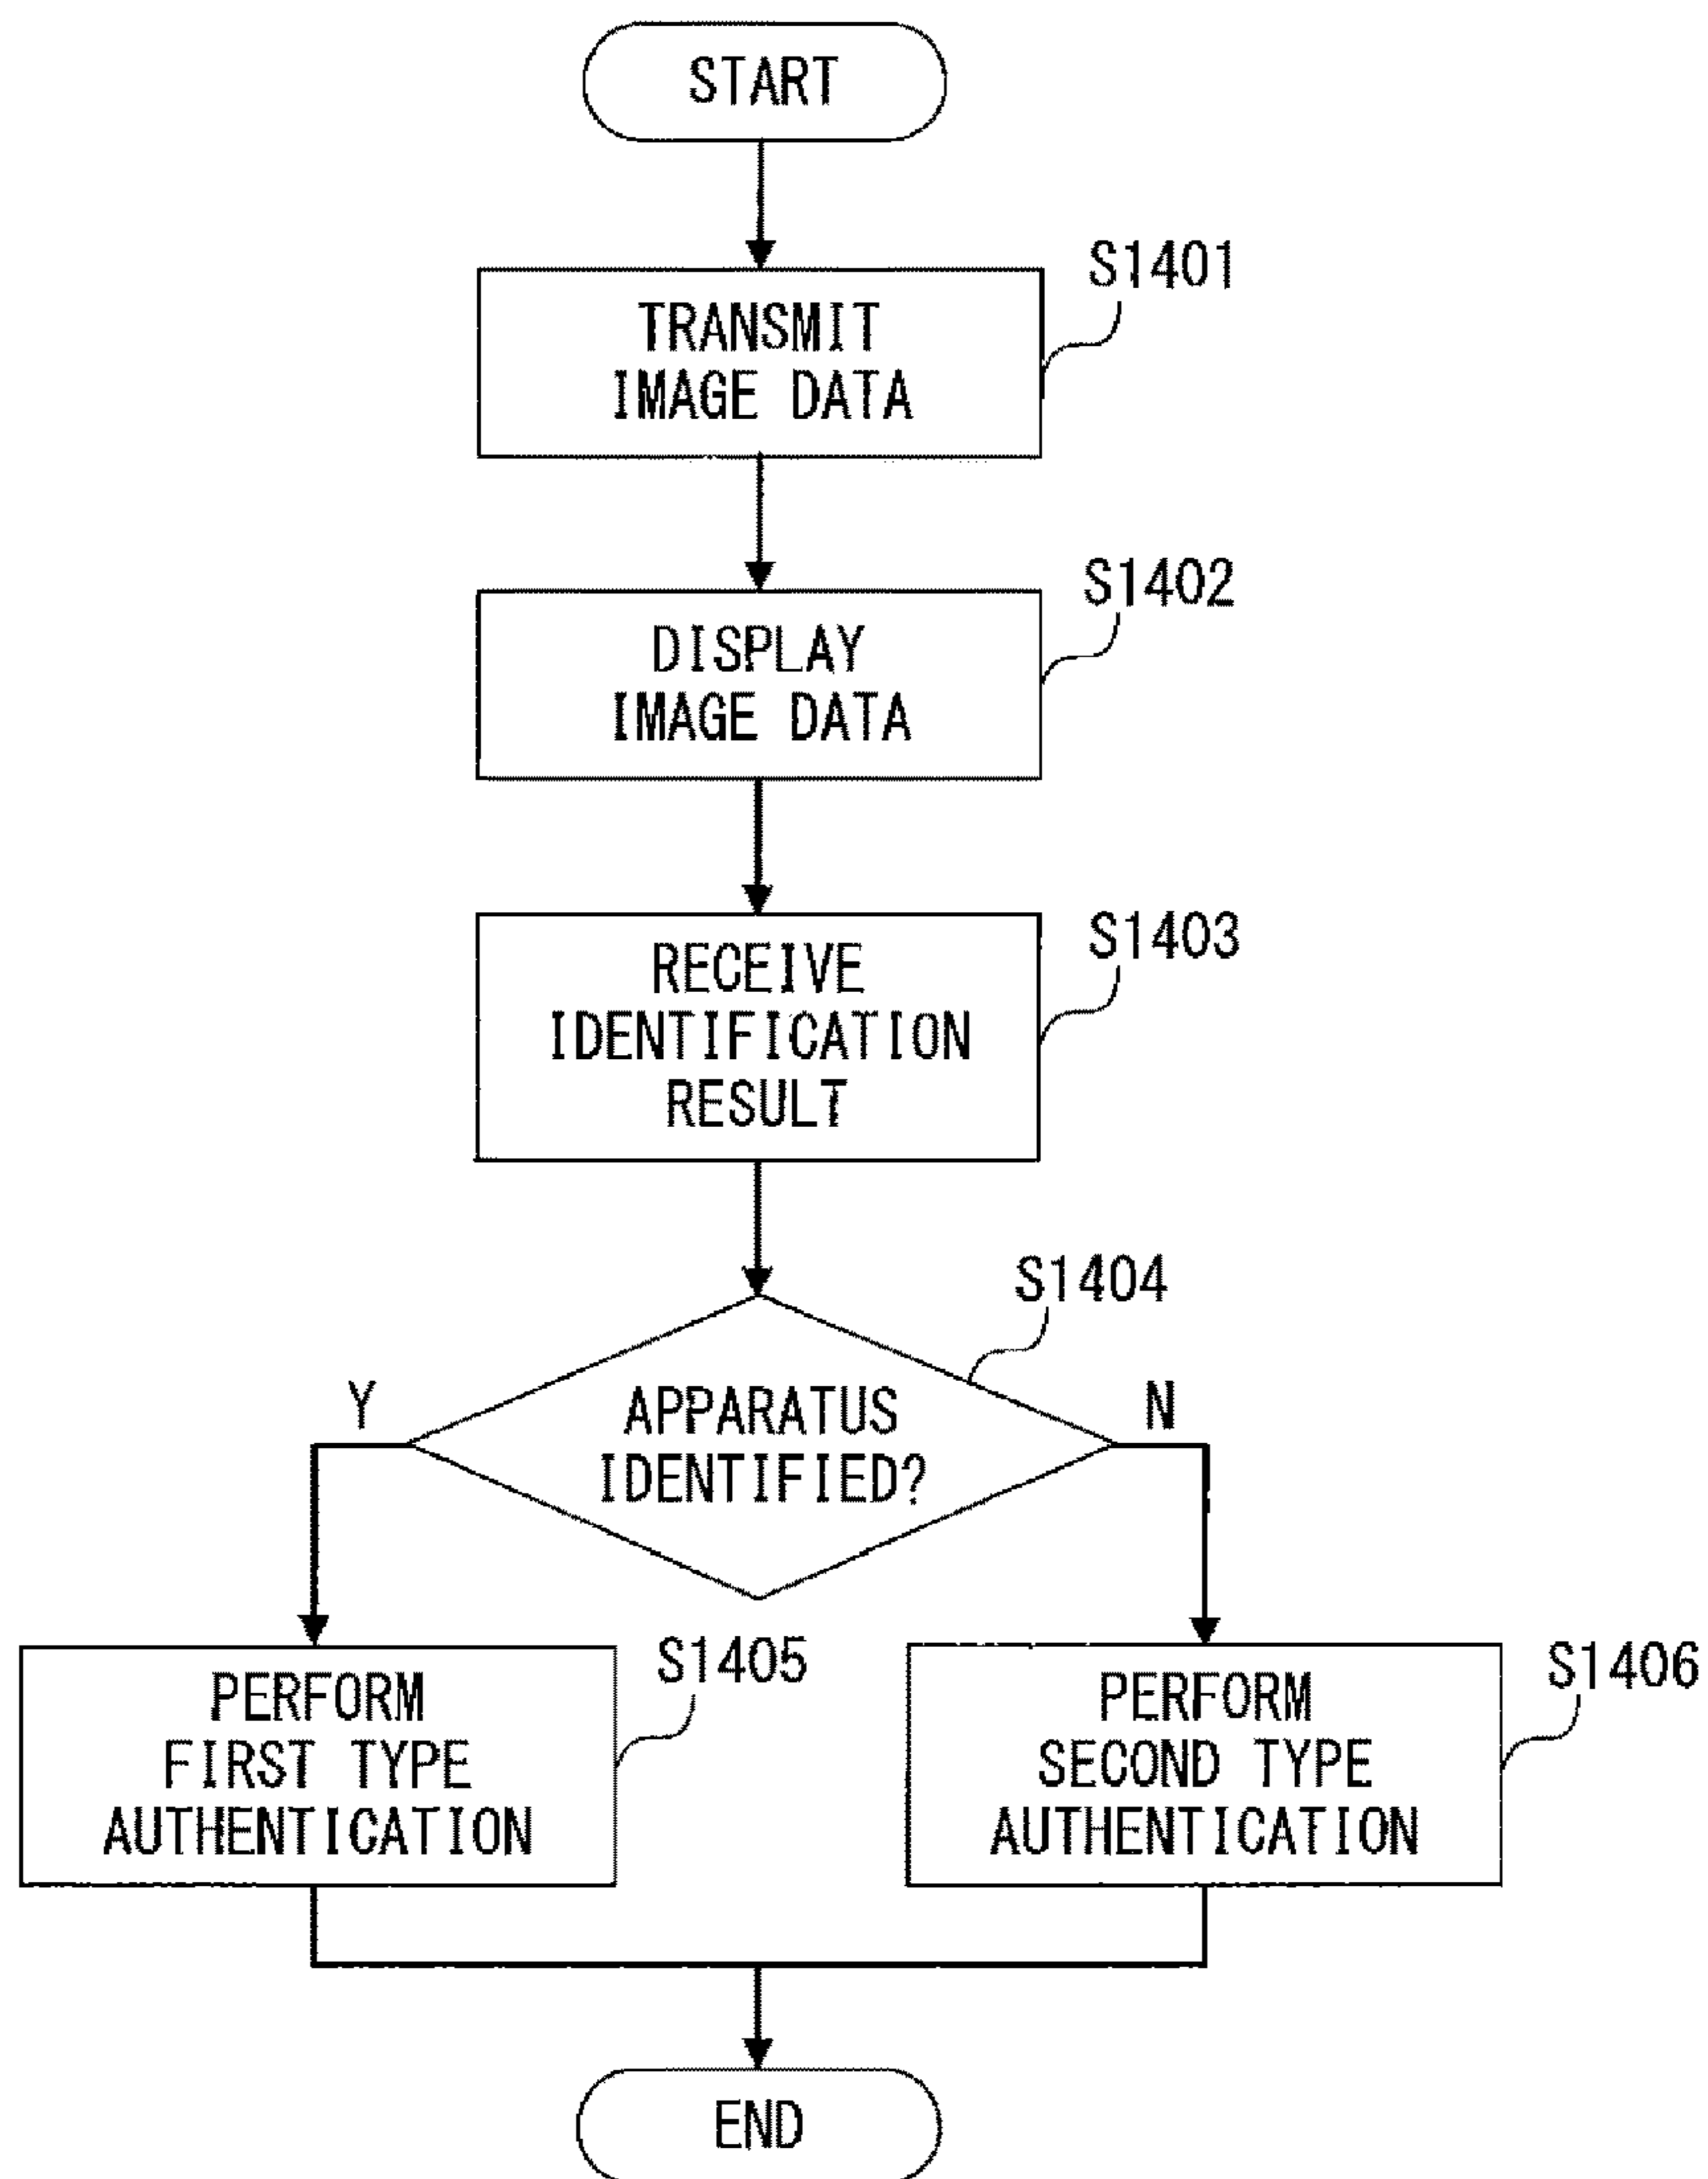 START
S1401
TRANSMIT
IMAGE DATA
S1402
DISPLAY
IMAGE DATA
S1403
RECEIVE
IDENTIFICATION
RESULT
S1404
Y
APPARATUS
IDENTIFIED?
N
S1405
PERFORM
FIRST TYPE
AUTHENTICATION
S1406
PERFORM
SECOND TYPE
AUTHENTICATION
END